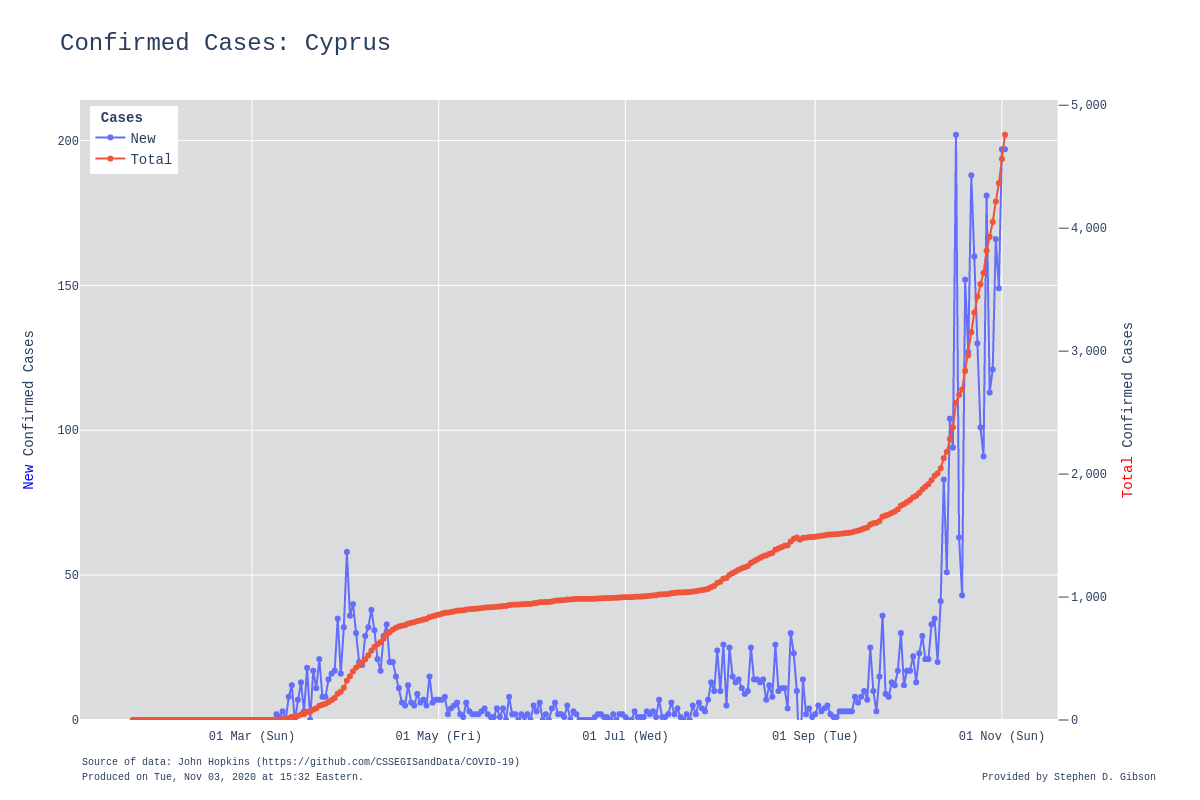 Confirmed Cases: Cyprus
Cases
New
Total
200
150
100
50
0
5,000
4,000
3,000
2,000
1,000
0
New Confirmed Cases
Total Confirmed Cases
01 Mar (Sun)
01 May (Fri)
01 Jul (Wed)
01 Sep (Tue)
01 Nov (Sun)
Source of data: John Hopkins (https://github.com/CSSEGISandData/COVID-19)
Produced on Tue, Nov 03, 2020 at 15:32 Eastern.
Provided by Stephen D. Gibson